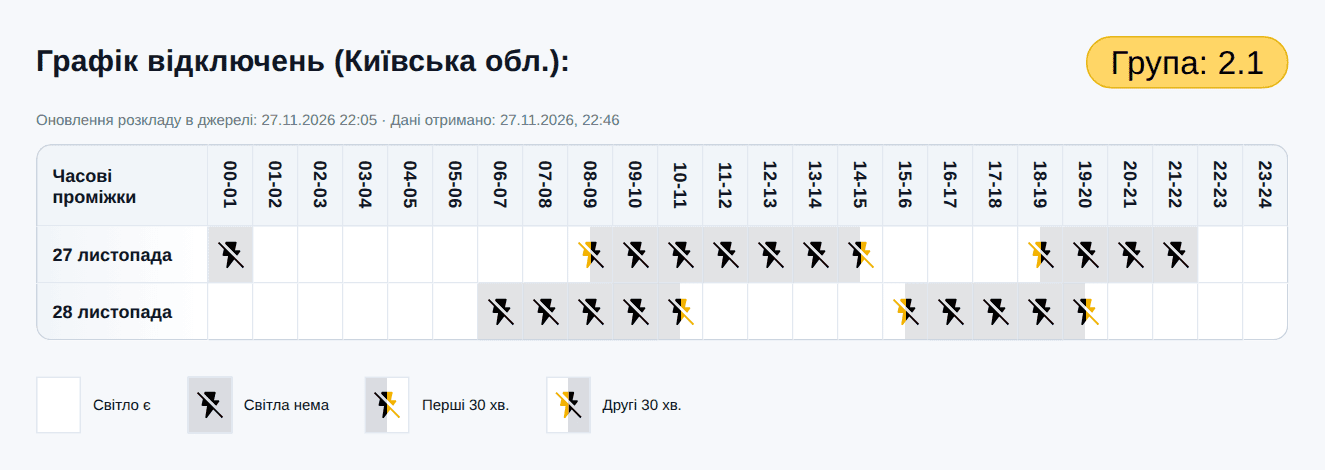 Графік відключень (Київська обл.):
Група: 2.1
Оновлення розкладу в джерелі: 27.11.2026 22:05 · Дані отримано: 27.11.2026, 22:46
Часові
проміжки
00-01
01-02
02-03
03-04
04-05
05-06
06-07
07-08
08-09
09-10
10-11
11-12
12-13
13-14
14-15
15-16
16-17
17-18
18-19
19-20
20-21
21-22
22-23
23-24
27 листопада
28 листопада
Світло є
Світла нема
Перші 30 хв.
Другі 30 хв.